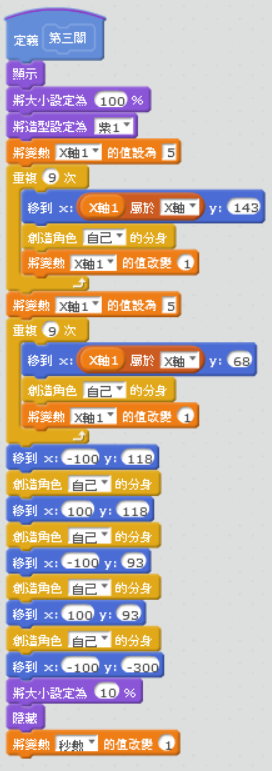 定義 第三關
顯示
將大小設定為 100 %
將造型設定為 紫1
將變數 X軸1 的值設為 5
重複 9 次
移到 x: X軸1 屬於 X軸 y: 143
創造角色 自己 的分身
將變數 X軸1 的值改變 1
將變數 X軸1 的值設為 5
重複 9 次
移到 x: X軸1 屬於 X軸 y: 68
創造角色 自己 的分身
將變數 X軸1 的值改變 1
移到 x: -100 y: 118
創造角色 自己 的分身
移到 x: 100 y: 118
創造角色 自己 的分身
移到 x: -100 y: 93
創造角色 自己 的分身
移到 x: 100 y: 93
創造角色 自己 的分身
移到 x: -100 y: -300
將大小設定為 10 %
隱藏
將變數 秒數 的值改變 1